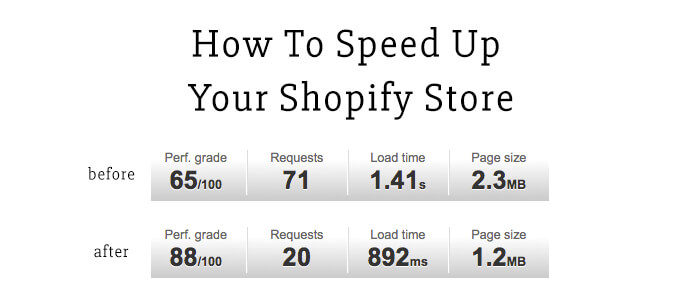 How To Speed Up
Your Shopify Store
Perf. grade Requests Load time Page size
before 65/100 71 1.41s 2.3MB
Perf. grade Requests Load time Page size
after 88/100 20 892ms 1.2MB